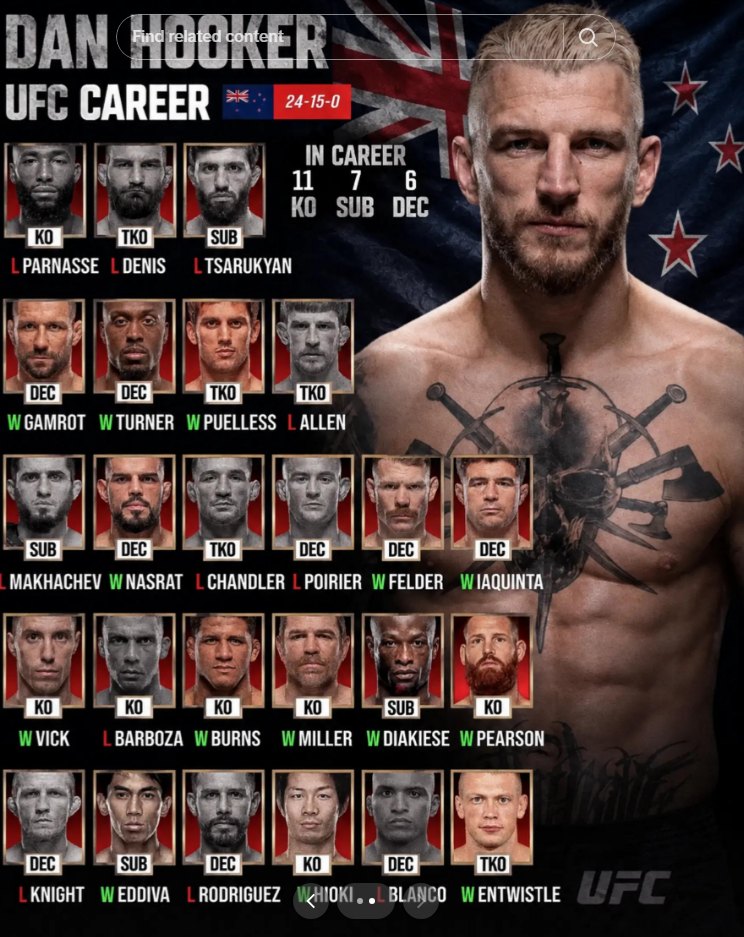 DAN HOOKER
Find related content
UFC CAREER
24-15-0
IN CAREER
11 7 6
KO SUB DEC
KO TKO SUB
L PARNASSE L DENIS L TSARUKYAN
DEC DEC TKO TKO
W GAMROT W TURNER W PUELLESS L ALLEN
SUB DEC TKO DEC DEC DEC
L MAKHACHEV W NASRAT L CHANDLER L POIRIER W FELDER W IAQUINTA
KO KO KO KO SUB KO
W VICK L BARBOZA W BURNS W MILLER W DIAKIESE W PEARSON
DEC SUB DEC KO DEC TKO
L KNIGHT W EDDIVA L RODRIGUEZ W HIOKI L BLANCO W ENTWISTLE
UFC